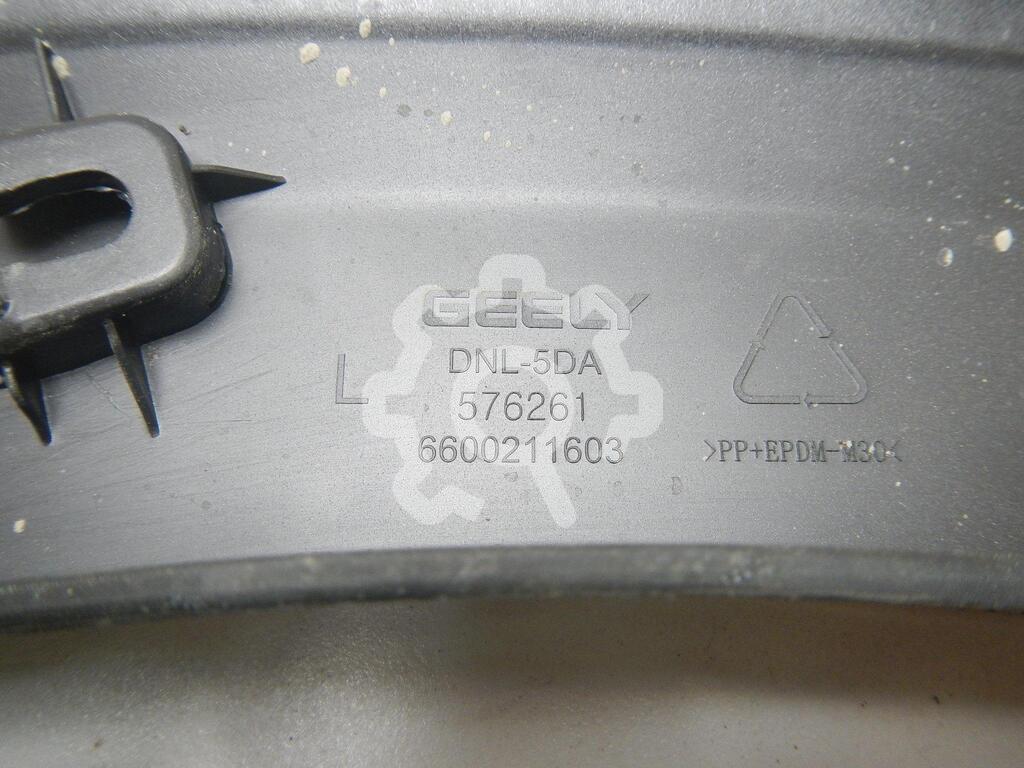 GEELY
L
DNL-5DA
576261
6600211603
>PP+EPDM-M30<